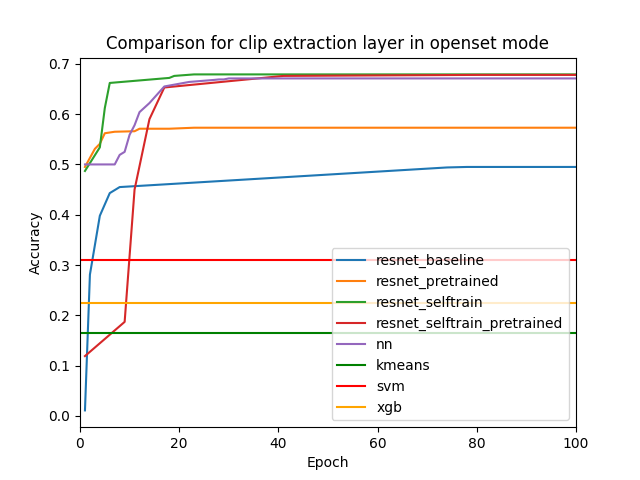 Comparison for clip extraction layer in openset mode
Accuracy
0.7
0.6
0.5
0.4
0.3
0.2
0.1
0.0
resnet_baseline
resnet_pretrained
resnet_selftrain
resnet_selftrain_pretrained
nn
kmeans
svm
xgb
0 20 40 60 80 100
Epoch